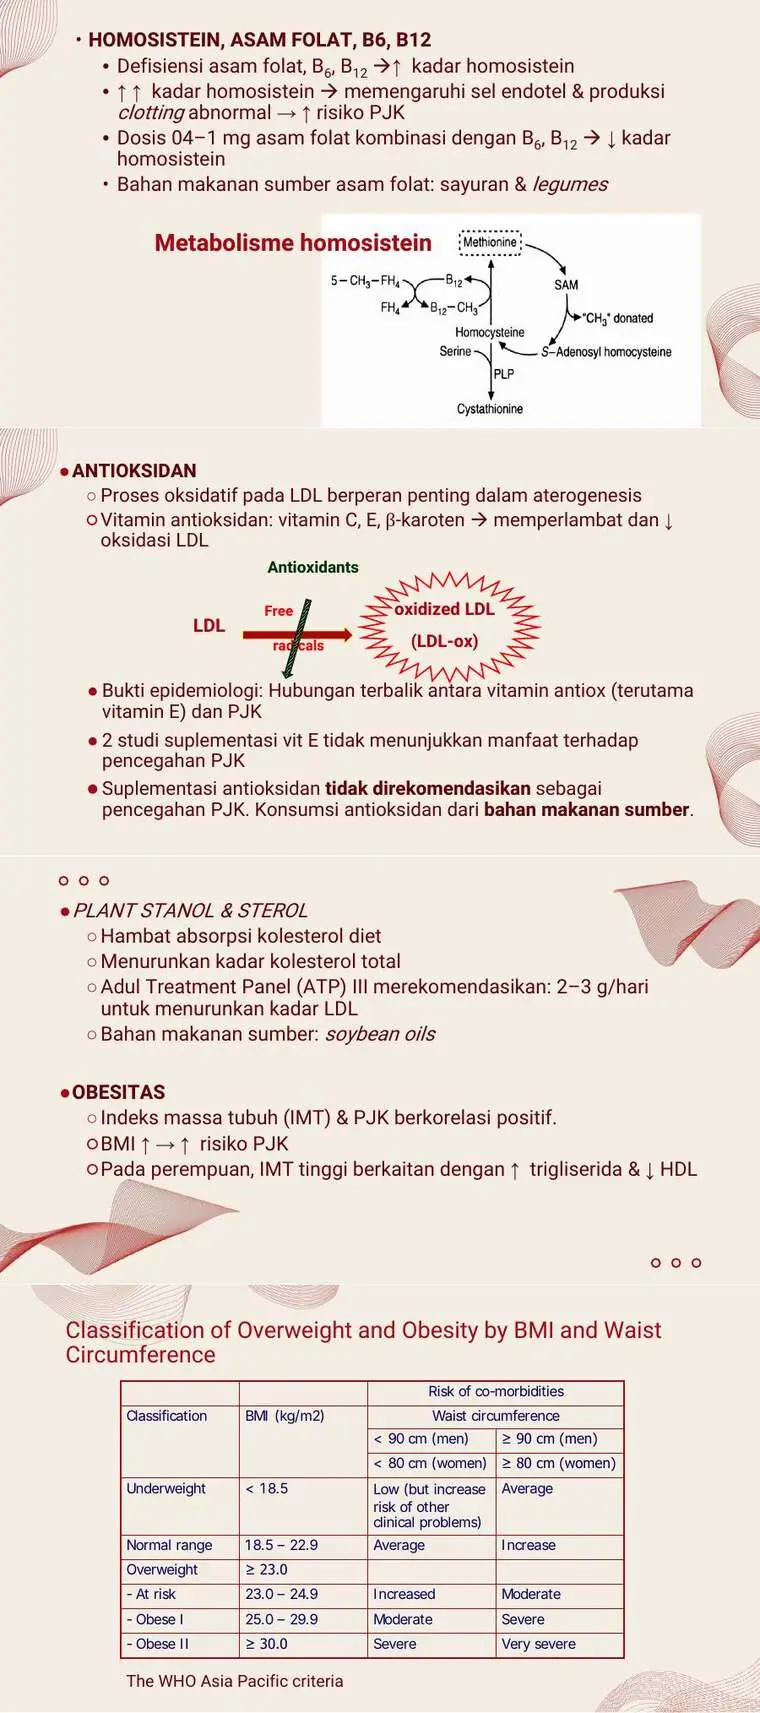 • HOMOSISTEIN, ASAM FOLAT, B6, B12
• Defisiensi asam folat, B₆, B₁₂ →↑ kadar homosistein
• ↑↑ kadar homosistein → memengaruhi sel endotel & produksi
clotting abnormal → ↑ risiko PJK
• Dosis 04–1 mg asam folat kombinasi dengan B₆, B₁₂ → ↓ kadar
homosistein
• Bahan makanan sumber asam folat: sayuran & legumes
Metabolisme homosistein
Methionine
5–CH₃–FH₄
B₁₂
SAM
FH₄
B₁₂–CH₃
"CH₃" donated
Homocysteine
Serine
S–Adenosyl homocysteine
PLP
Cystathionine
● ANTIOKSIDAN
○ Proses oksidatif pada LDL berperan penting dalam aterogenesis
○ Vitamin antioksidan: vitamin C, E, β-karoten → memperlambat dan ↓
oksidasi LDL
Antioxidants
LDL
Free
radicals
oxidized LDL
(LDL-ox)
● Bukti epidemiologi: Hubungan terbalik antara vitamin antiox (terutama
vitamin E) dan PJK
● 2 studi suplementasi vit E tidak menunjukkan manfaat terhadap
pencegahan PJK
● Suplementasi antioksidan tidak direkomendasikan sebagai
pencegahan PJK. Konsumsi antioksidan dari bahan makanan sumber.
● PLANT STANOL & STEROL
○ Hambat absorpsi kolesterol diet
○ Menurunkan kadar kolesterol total
○ Adul Treatment Panel (ATP) III merekomendasikan: 2–3 g/hari
untuk menurunkan kadar LDL
○ Bahan makanan sumber: soybean oils
● OBESITAS
○ Indeks massa tubuh (IMT) & PJK berkorelasi positif.
○ BMI ↑ → ↑ risiko PJK
○ Pada perempuan, IMT tinggi berkaitan dengan ↑ trigliserida & ↓ HDL
Classification of Overweight and Obesity by BMI and Waist
Circumference
Risk of co-morbidities
Classification BMI (kg/m2) Waist circumference
< 90 cm (men) ≥ 90 cm (men)
< 80 cm (women) ≥ 80 cm (women)
Underweight < 18.5 Low (but increase Average
risk of other
clinical problems)
Normal range 18.5 – 22.9 Average Increase
Overweight ≥ 23.0
- At risk 23.0 – 24.9 Increased Moderate
- Obese I 25.0 – 29.9 Moderate Severe
- Obese II ≥ 30.0 Severe Very severe
The WHO Asia Pacific criteria